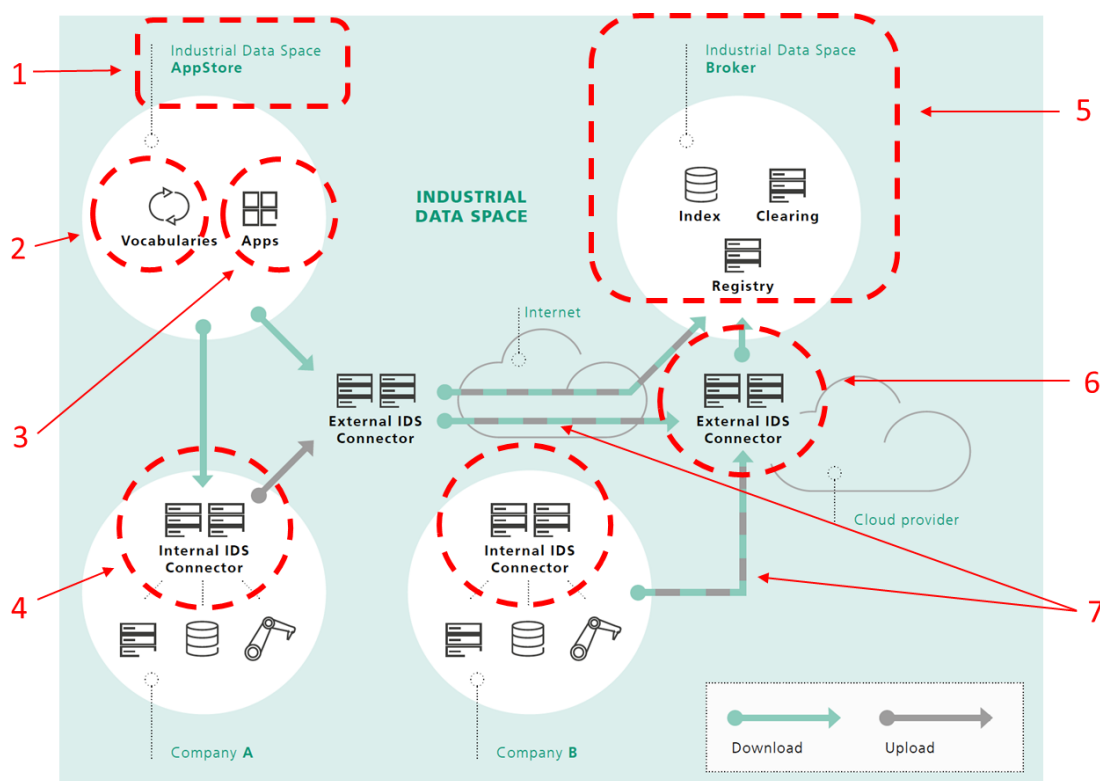 1
Industrial Data Space
AppStore
Industrial Data Space
Broker
5
INDUSTRIAL
DATA SPACE
Index
Clearing
2
Vocabularies
Apps
Registry
Internet
6
3
External IDS
Connector
External IDS
Connector
Cloud provider
4
Internal IDS
Connector
Internal IDS
Connector
7
Company A
Company B
Download
Upload